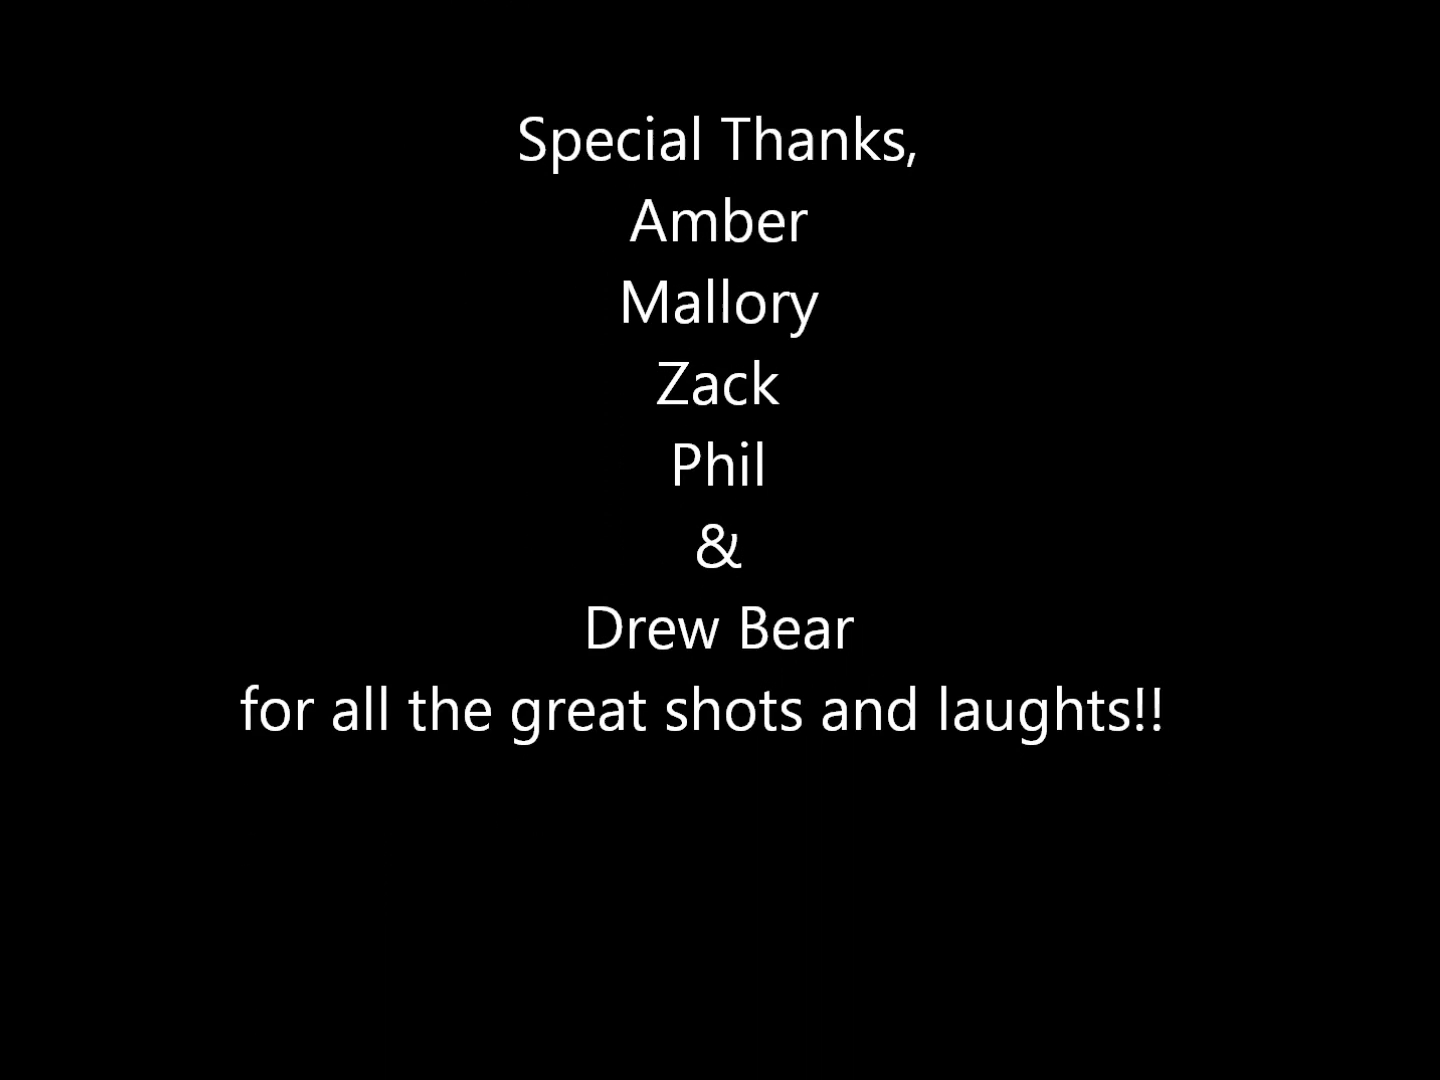 Special Thanks,
Amber
Mallory
Zack
Phil
&
Drew Bear
for all the great shots and laughts!!